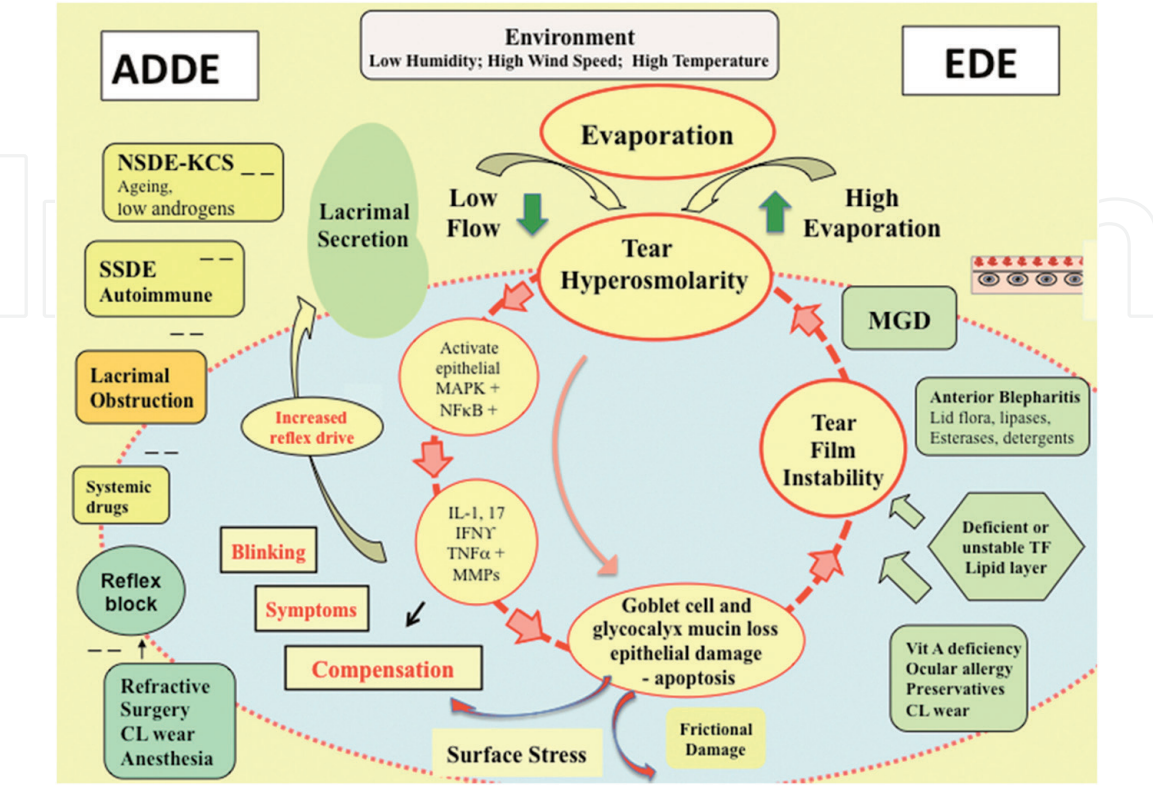 ADDE
Environment
Low Humidity; High Wind Speed; High Temperature
EDE
Evaporation
NSDE-KCS
Ageing,
low androgens
Lacrimal
Secretion
Low
Flow
High
Evaporation
Tear
Hyperosmolarity
SSDE
Autoimmune
MGD
Activate
epithelial
MAPK +
NFκB +
Lacrimal
Obstruction
Increased
reflex drive
Tear
Film
Instability
Anterior Blepharitis
Lid flora, lipases,
Esterases, detergents
Systemic
drugs
IL-1, 17
IFNϒ
TNFα +
MMPs
Deficient or
unstable TF
Lipid layer
Blinking
Reflex
block
Symptoms
Goblet cell and
glycocalyx mucin loss
epithelial damage
- apoptosis
Compensation
Vit A deficiency
Ocular allergy
Preservatives
CL wear
Refractive
Surgery
CL wear
Anesthesia
Surface Stress
Frictional
Damage